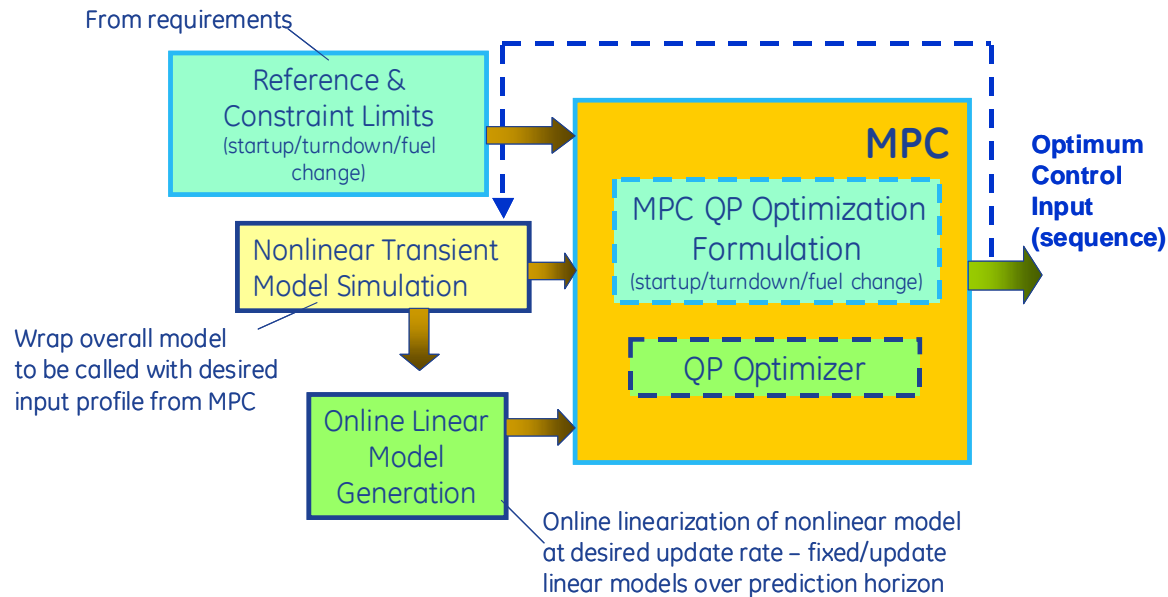 From requirements
Reference &
Constraint Limits
(startup/turndown/fuel
change)
MPC
MPC QP Optimization
Formulation
(startup/turndown/fuel change)
QP Optimizer
Optimum
Control
Input
(sequence)
Nonlinear Transient
Model Simulation
Wrap overall model
to be called with desired
input profile from MPC
Online Linear
Model
Generation
Online linearization of nonlinear model
at desired update rate – fixed/update
linear models over prediction horizon